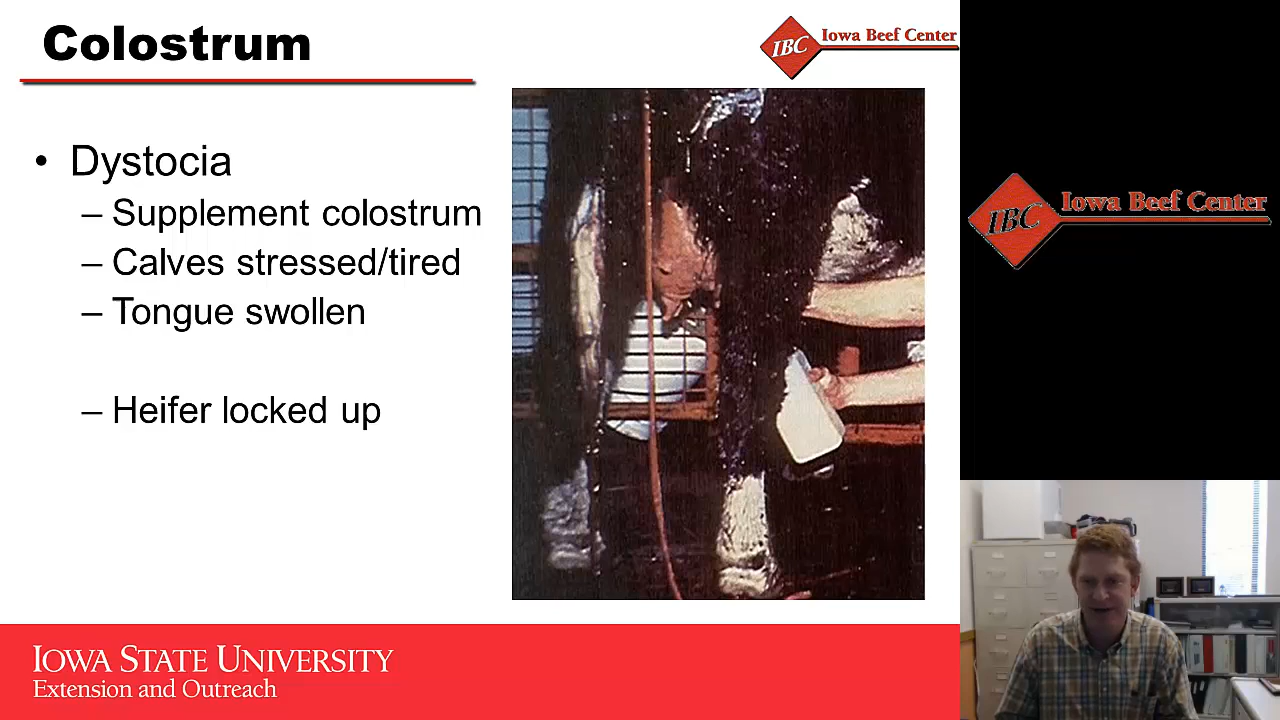 Colostrum
IBC Iowa Beef Center
• Dystocia
– Supplement colostrum
– Calves stressed/tired
– Tongue swollen
– Heifer locked up
IOWA STATE UNIVERSITY
Extension and Outreach
IBC Iowa Beef Center